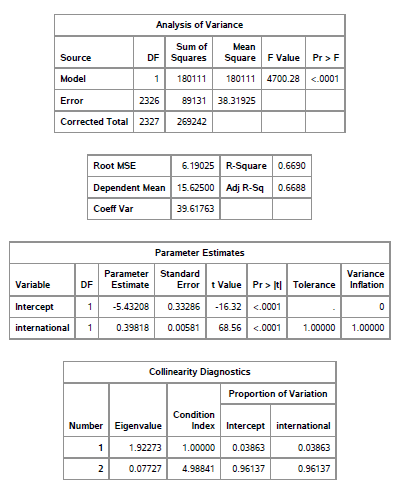 Analysis of Variance
Source DF Sum of Squares Mean Square F Value Pr > F
Model 1 180111 180111 4700.28 <.0001
Error 2326 89131 38.31925
Corrected Total 2327 269242
Root MSE 6.19025 R-Square 0.6690
Dependent Mean 15.62500 Adj R-Sq 0.6688
Coeff Var 39.61763
Parameter Estimates
Variable DF Parameter Estimate Standard Error t Value Pr > |t| Tolerance Variance Inflation
Intercept 1 -5.43208 0.33286 -16.32 <.0001 . 0
international 1 0.39818 0.00581 68.56 <.0001 1.00000 1.00000
Collinearity Diagnostics
Number Eigenvalue Condition Index Proportion of Variation
Intercept international
1 1.92273 1.00000 0.03863 0.03863
2 0.07727 4.98841 0.96137 0.96137